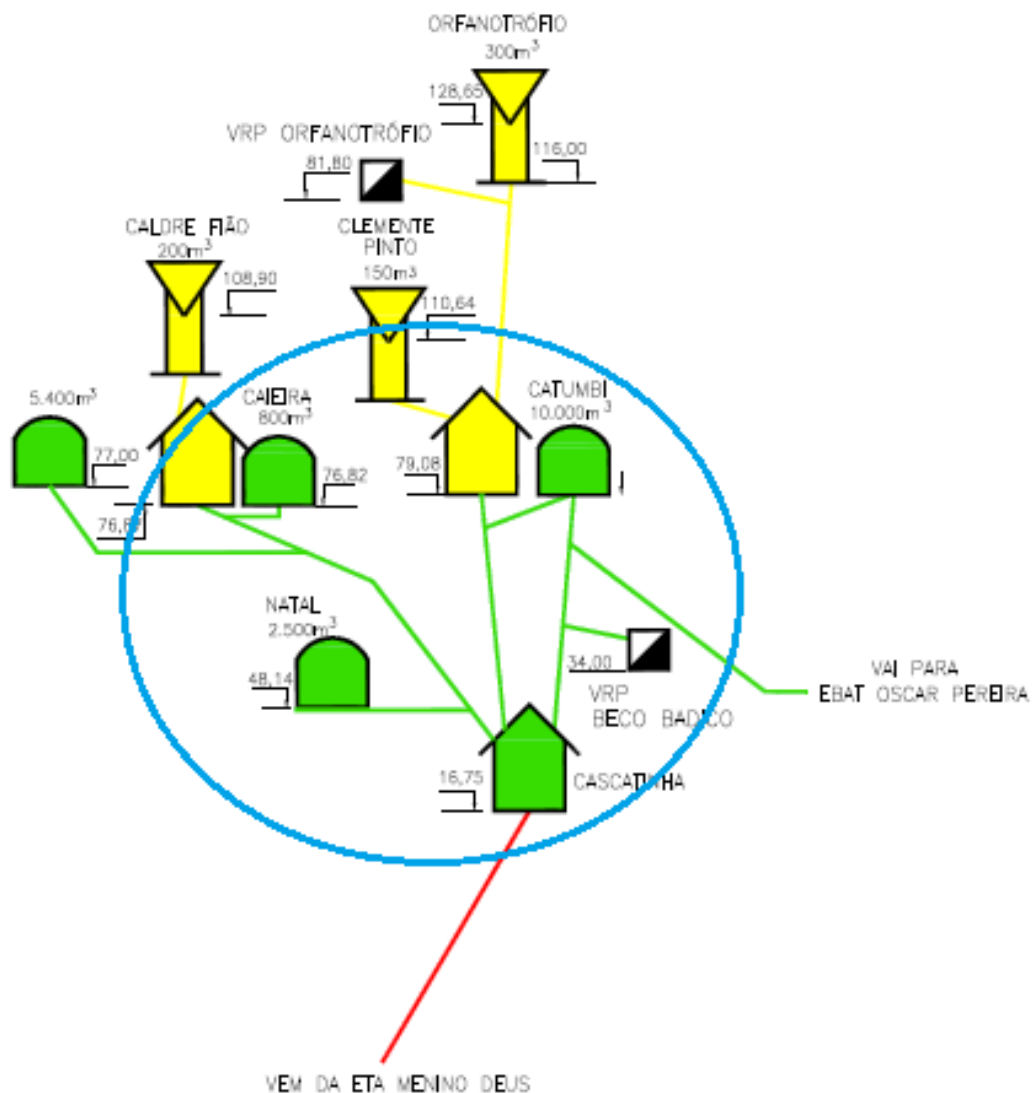 ORFANOTRÓFIO
300m³
128,65
VRP ORFANOTRÓFIO
116,00
81,80
CALDRE FIÃO
200m³
CLEMENTE
PINTO
150m³
108,90
110,64
5.400m³
CAIEIRA
800m³
CATUMBI
10.000m³
77,00
76,82
79,08
NATAL
2.500m³
48,14
34,00
VRP
BECO BADICO
VAI PARA
EBAT OSCAR PEREIRA
16,75
CASCATINHA
VEM DA ETA MENINO DEUS